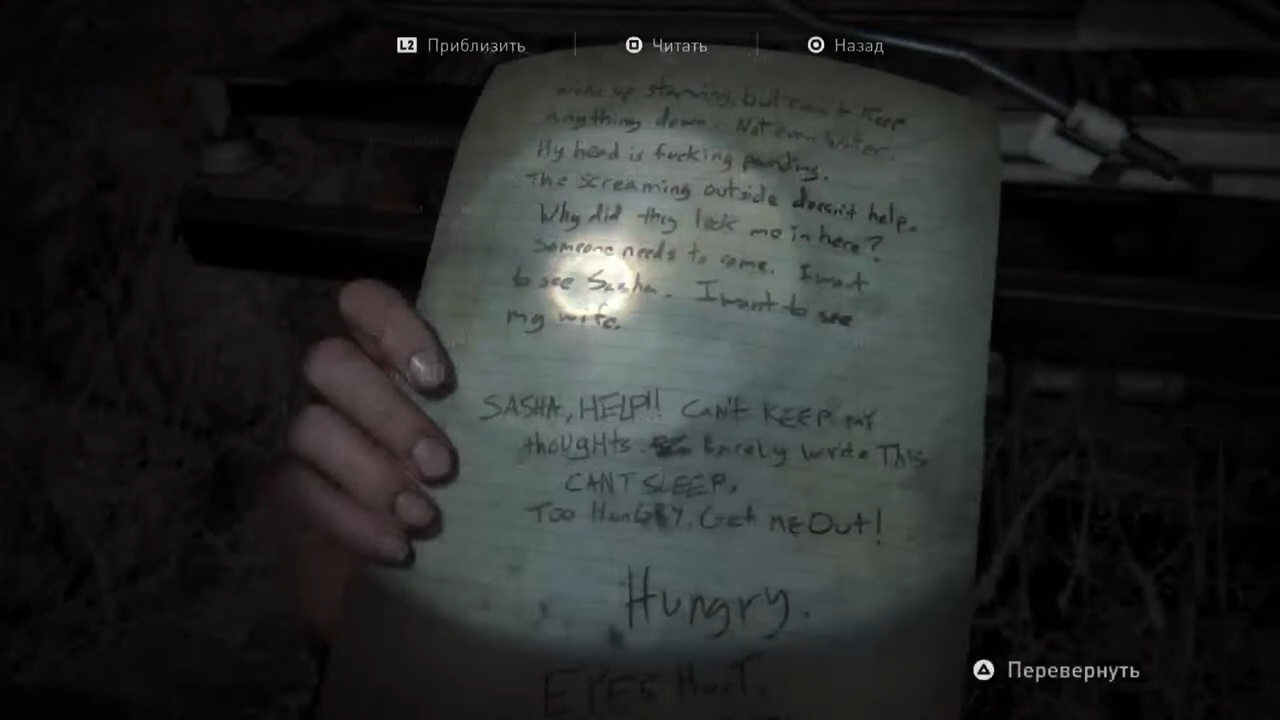 L2 Приблизить
Читать
Назад
woke up starving, but can't keep
anything down. Not even water.
My head is fucking pounding.
The screaming outside doesn't help.
Why did they lock me in here?
Someone needs to come. I want
to see Sasha. I want to see
my wife.
SASHA, HELP!! Can't KEEP MY
thoUgHts. barely write This
CANT SLEEP.
Too HunGRY. Get ME Out!
Hungry.
EYES Hurt.
Перевернуть